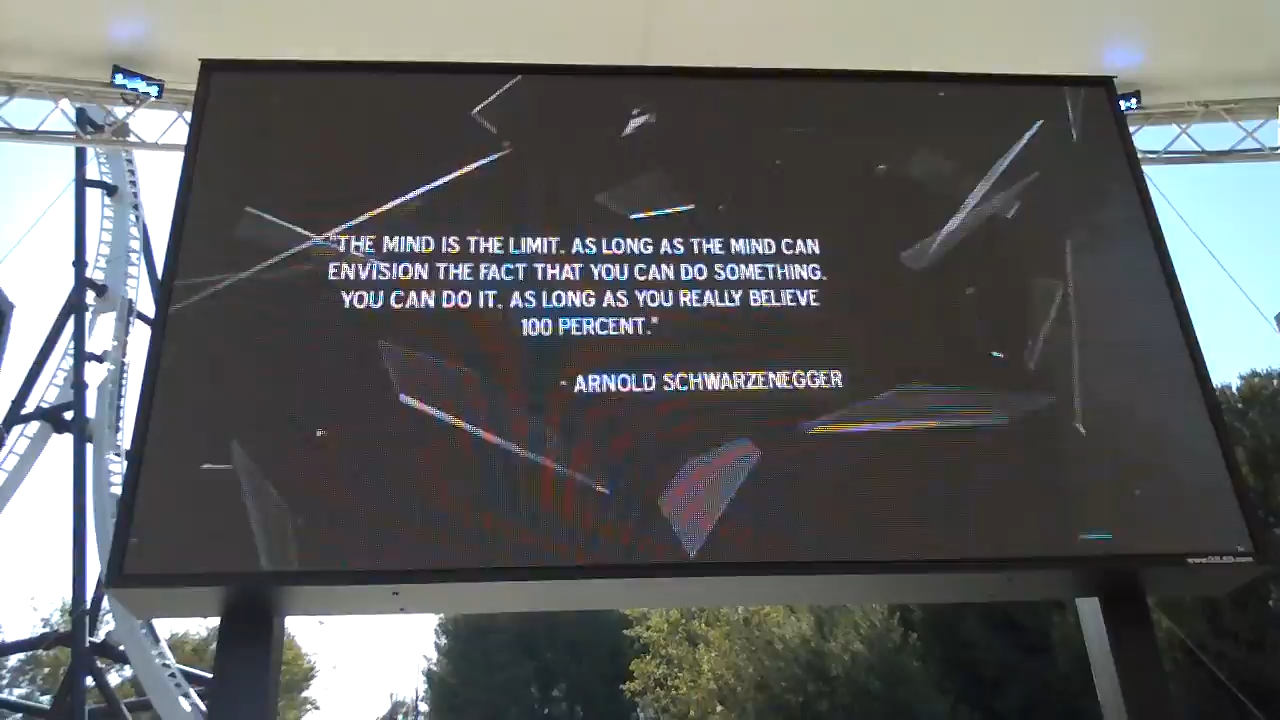 "THE MIND IS THE LIMIT. AS LONG AS THE MIND CAN
ENVISION THE FACT THAT YOU CAN DO SOMETHING.
YOU CAN DO IT. AS LONG AS YOU REALLY BELIEVE
100 PERCENT."
- ARNOLD SCHWARZENEGGER